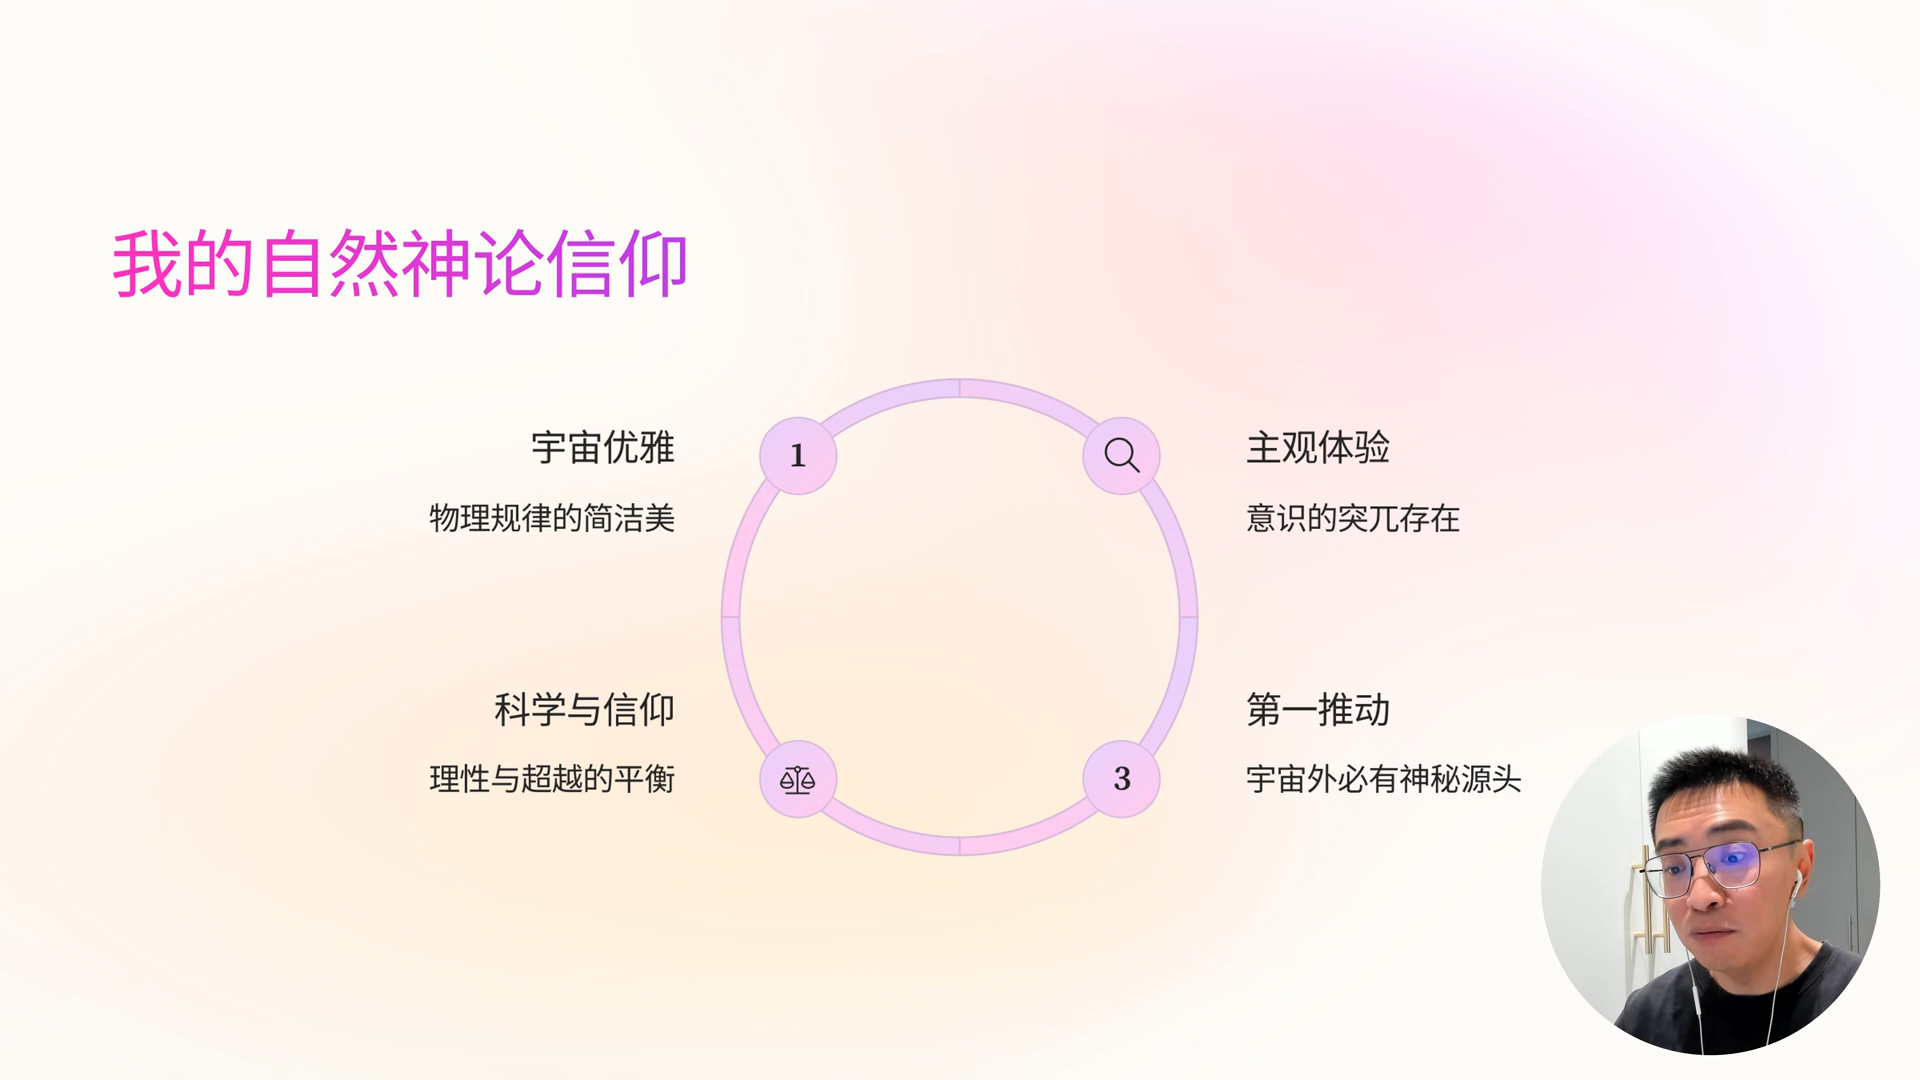 我的自然神论信仰
1
宇宙优雅
物理规律的简洁美
主观体验
意识的突兀存在
科学与信仰
理性与超越的平衡
3
第一推动
宇宙外必有神秘源头